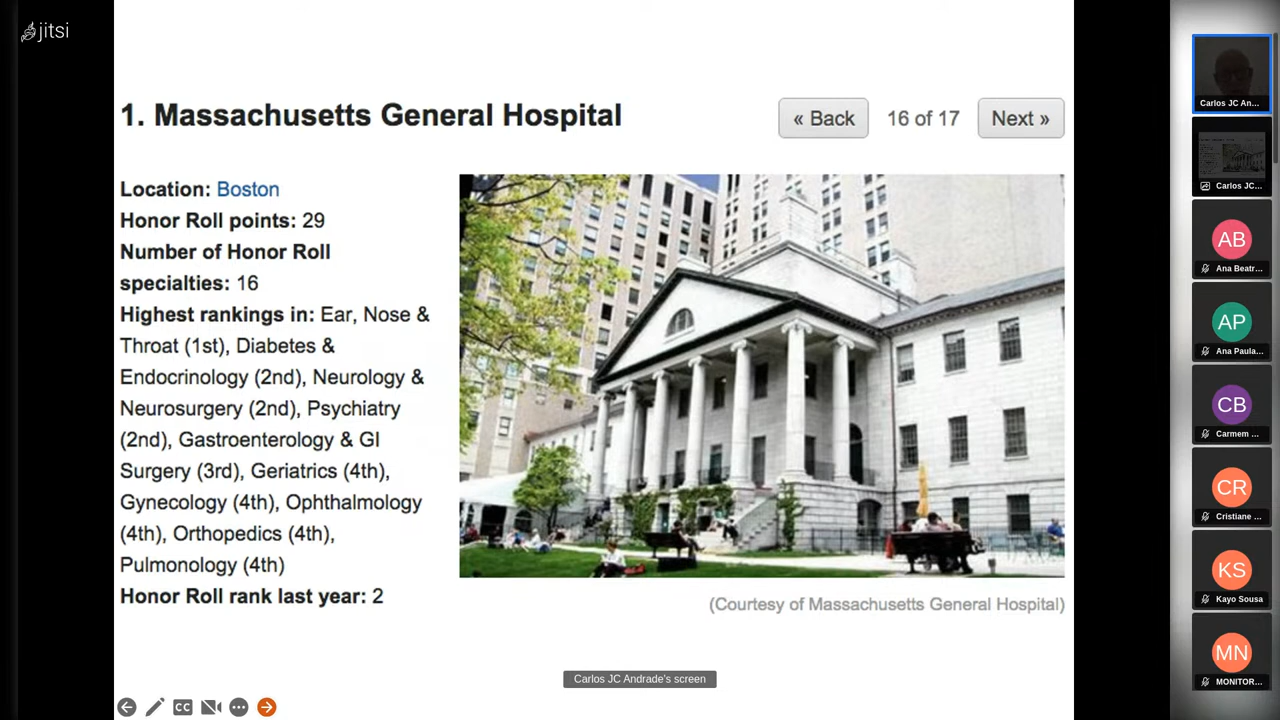 jitsi
1. Massachusetts General Hospital
« Back
16 of 17
Next »
Location: Boston
Honor Roll points: 29
Number of Honor Roll
specialties: 16
Highest rankings in: Ear, Nose &
Throat (1st), Diabetes &
Endocrinology (2nd), Neurology &
Neurosurgery (2nd), Psychiatry
(2nd), Gastroenterology & GI
Surgery (3rd), Geriatrics (4th),
Gynecology (4th), Ophthalmology
(4th), Orthopedics (4th),
Pulmonology (4th)
Honor Roll rank last year: 2
(Courtesy of Massachusetts General Hospital)
Carlos JC Andrade's screen
CC
Carlos JC An...
Carlos JC...
AB
Ana Beatr...
AP
Ana Paula...
CB
Carmem ...
CR
Cristiane ...
KS
Kayo Sousa
MN
MONITOR...